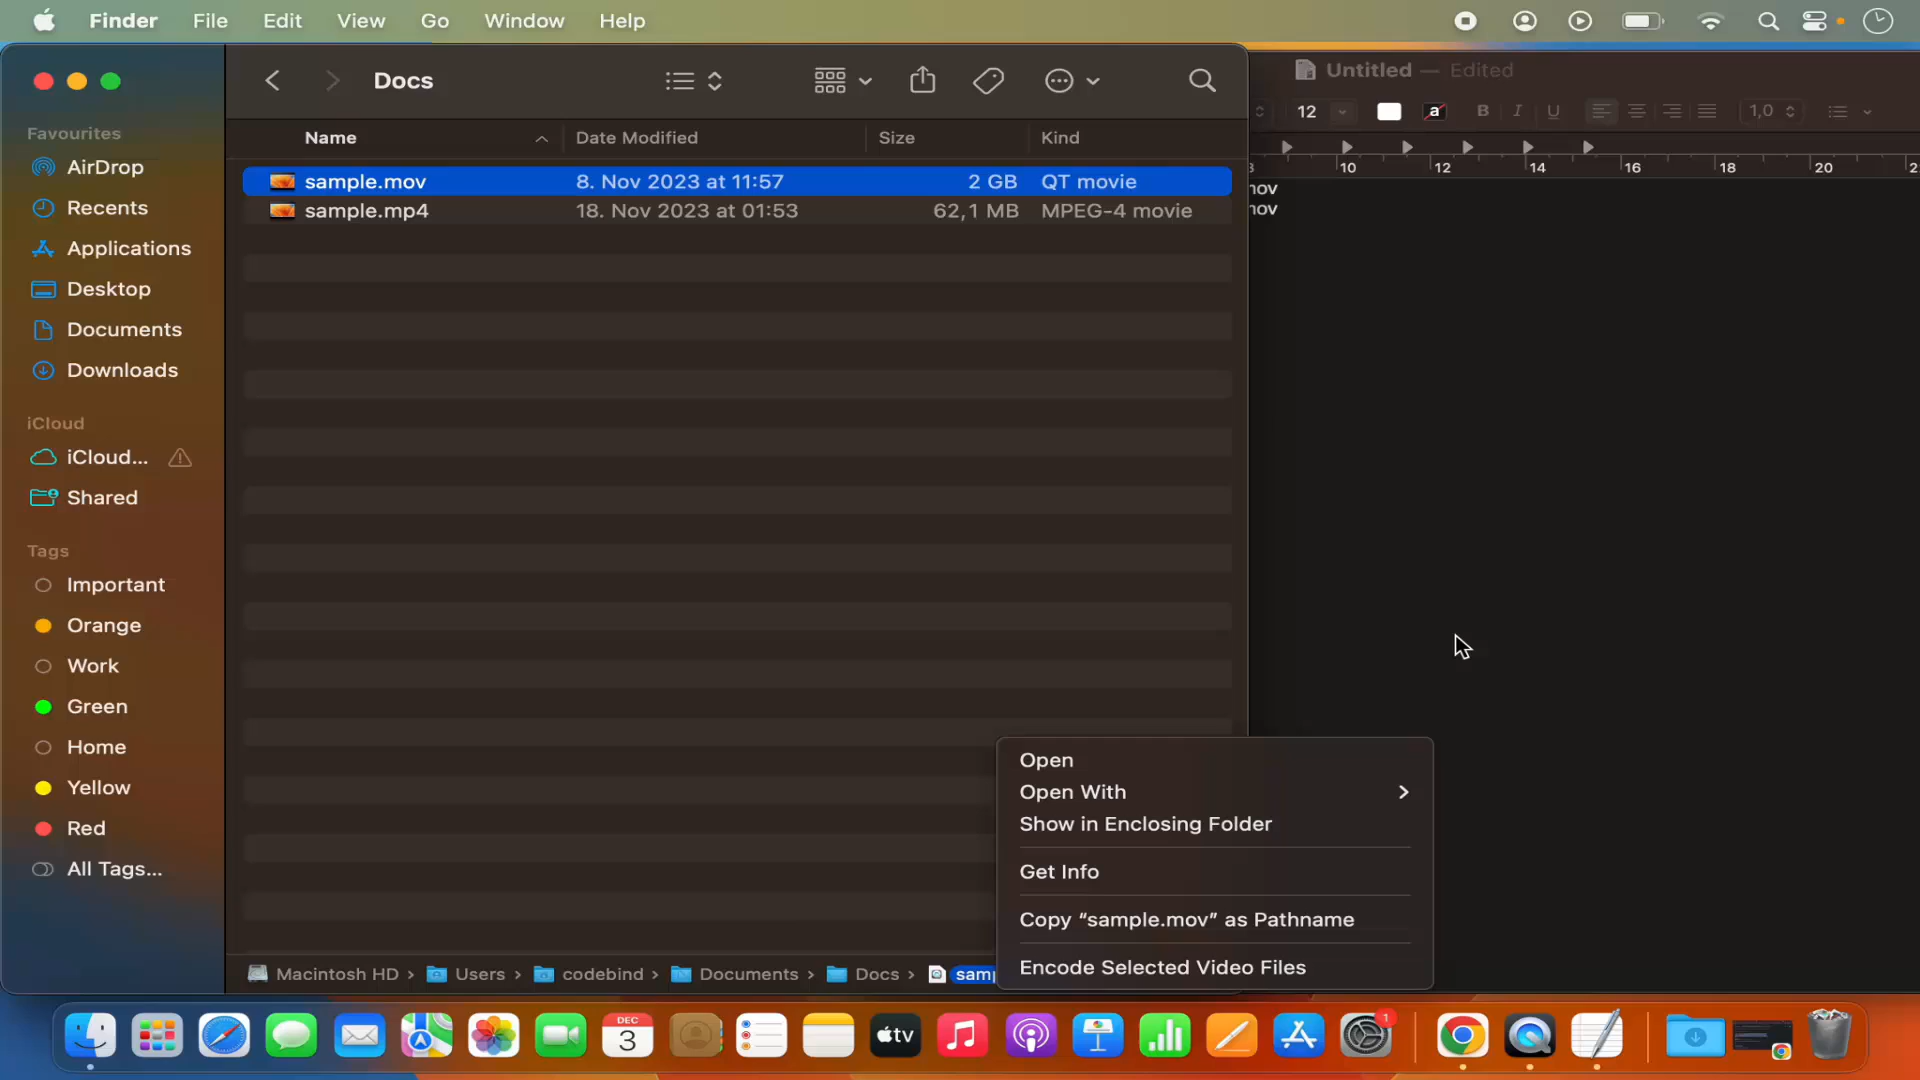 Finder File Edit View Go Window Help
Docs
Untitled — Edited
12 a B I U 1,0
Favourites
AirDrop
Recents
Applications
Desktop
Documents
Downloads
iCloud
iCloud...
Shared
Tags
Important
Orange
Work
Green
Home
Yellow
Red
All Tags...
Name Date Modified Size Kind
sample.mov 8. Nov 2023 at 11:57 2 GB QT movie
sample.mp4 18. Nov 2023 at 01:53 62,1 MB MPEG-4 movie
10 12 14 16 18 20
nov
nov
Open
Open With
Show in Enclosing Folder
Get Info
Copy “sample.mov” as Pathname
Encode Selected Video Files
Macintosh HD › Users › codebind › Documents › Docs › samp
DEC
3
tv
1